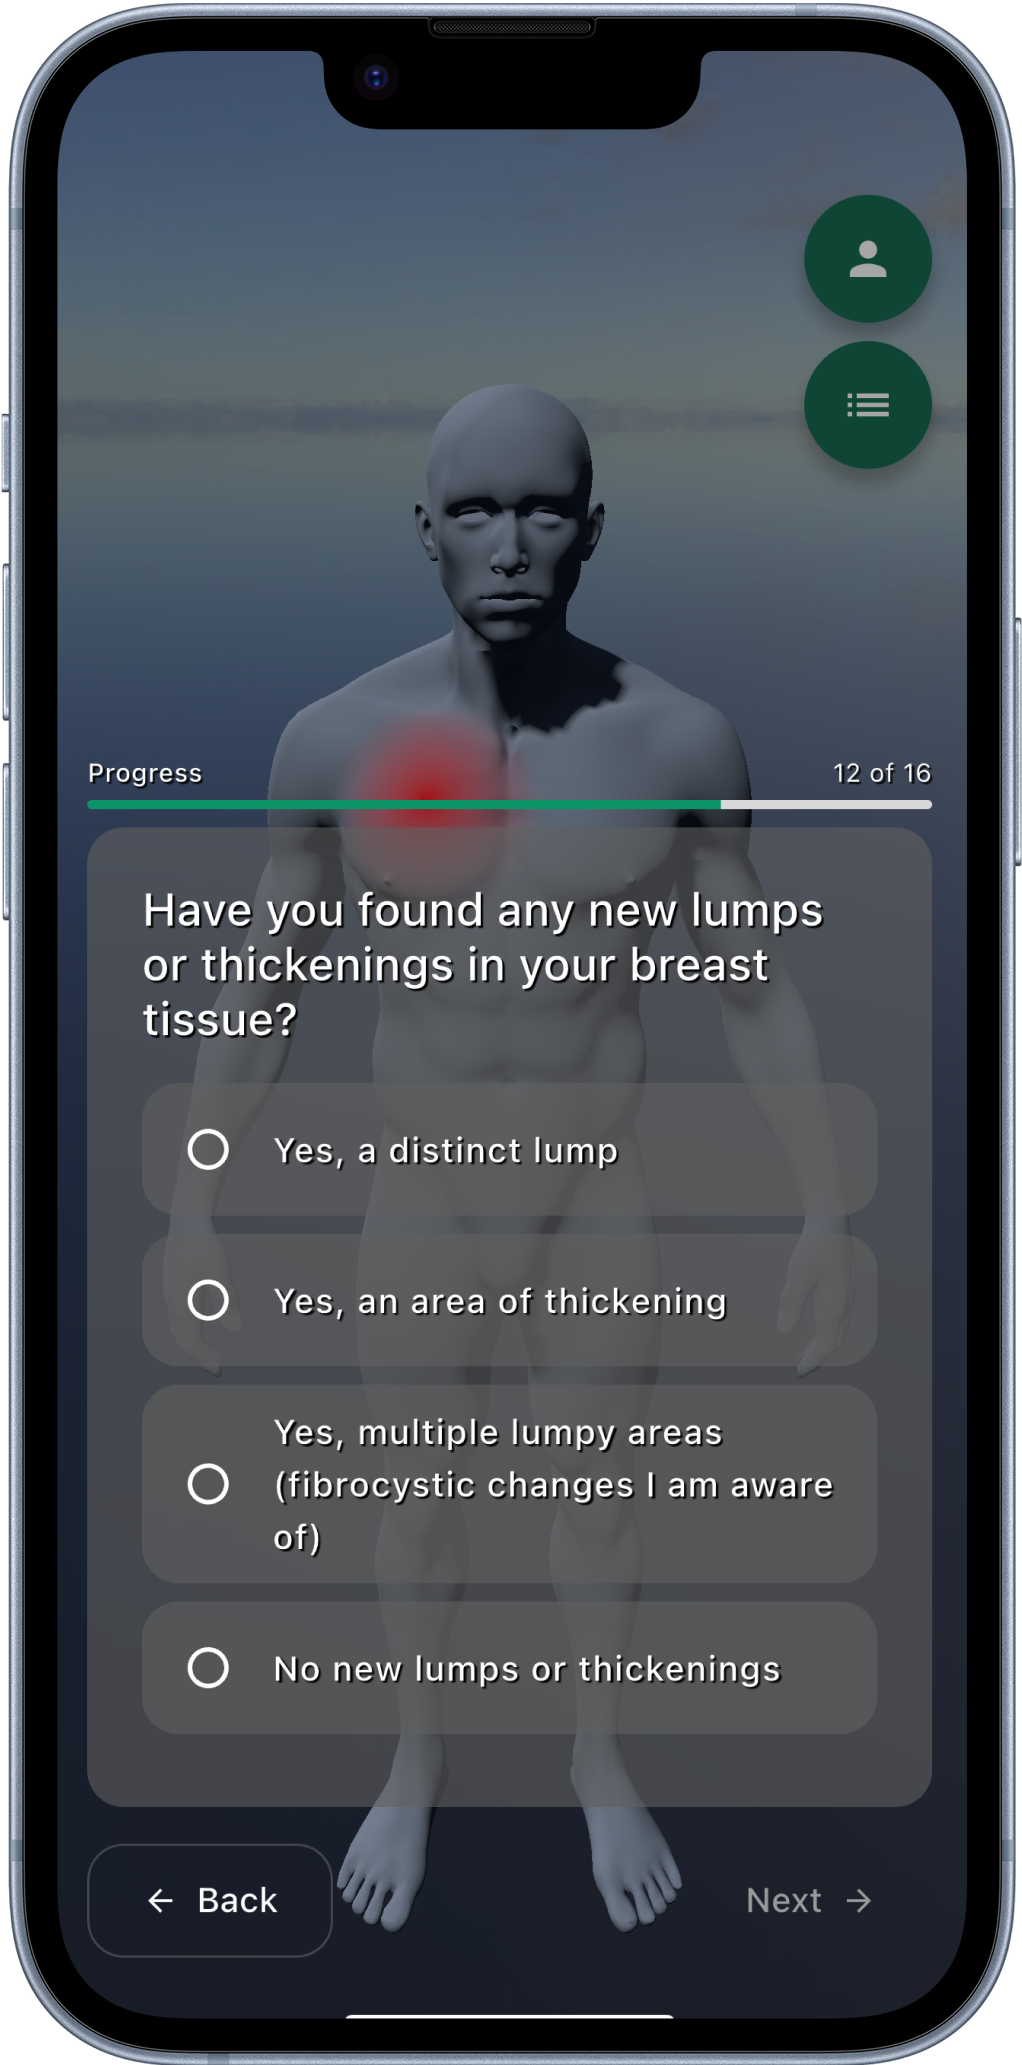 Progress
12 of 16
Have you found any new lumps
or thickenings in your breast
tissue?
Yes, a distinct lump
Yes, an area of thickening
Yes, multiple lumpy areas
(fibrocystic changes I am aware
of)
No new lumps or thickenings
Back
Next